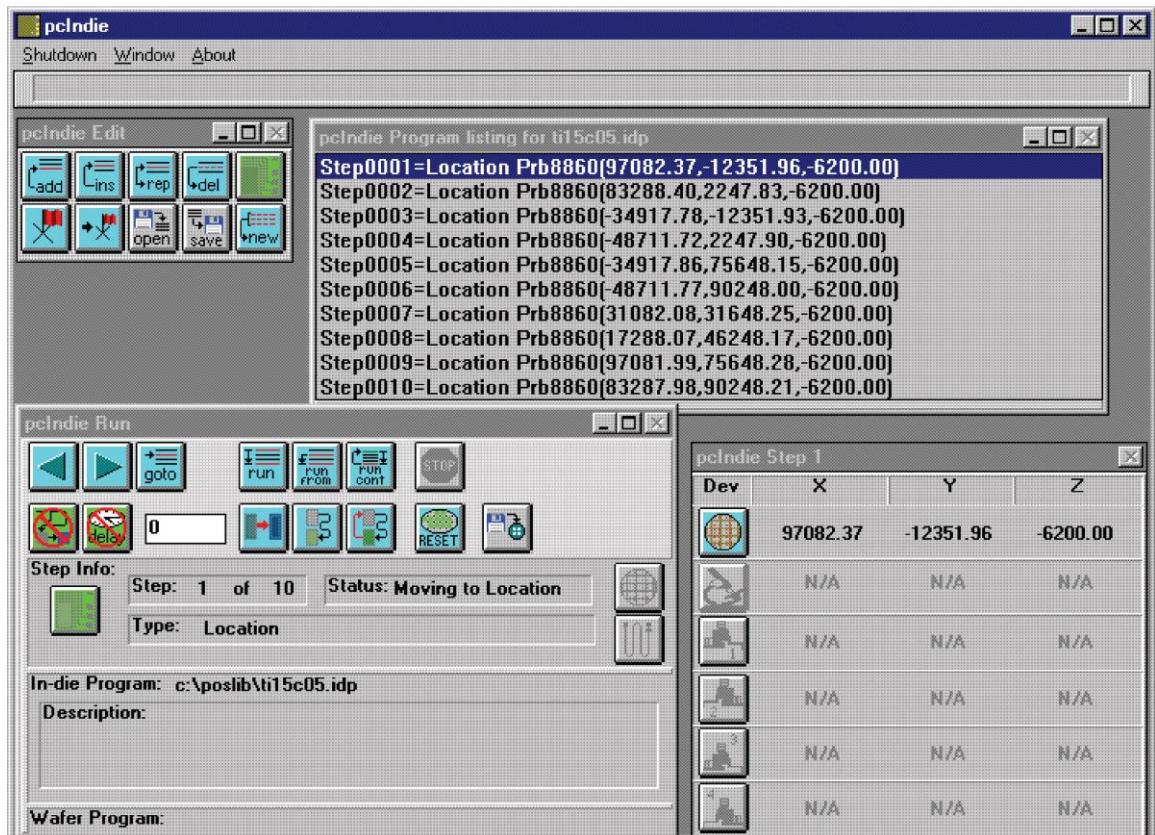 pcIndie
Shutdown Window About
pcIndie Edit
add ins rep del
open save new
pcIndie Program listing for ti15c05.idp
Step0001=Location Prb8860(97082.37,-12351.96,-6200.00)
Step0002=Location Prb8860(83288.40,2247.83,-6200.00)
Step0003=Location Prb8860(-34917.78,-12351.93,-6200.00)
Step0004=Location Prb8860(-48711.72,2247.90,-6200.00)
Step0005=Location Prb8860(-34917.86,75648.15,-6200.00)
Step0006=Location Prb8860(-48711.77,90248.00,-6200.00)
Step0007=Location Prb8860(31082.08,31648.25,-6200.00)
Step0008=Location Prb8860(17288.07,46248.17,-6200.00)
Step0009=Location Prb8860(97081.99,75648.28,-6200.00)
Step0010=Location Prb8860(83287.98,90248.21,-6200.00)
pcIndie Run
goto run run from run cont STOP
delay 0 RESET
Step Info:
Step: 1 of 10 Status: Moving to Location
Type: Location
In-die Program: c:\poslib\ti15c05.idp
Description:
Wafer Program:
pcIndie Step 1
Dev X Y Z
97082.37 -12351.96 -6200.00
N/A N/A N/A
1 N/A N/A N/A
2 N/A N/A N/A
3 N/A N/A N/A
4 N/A N/A N/A